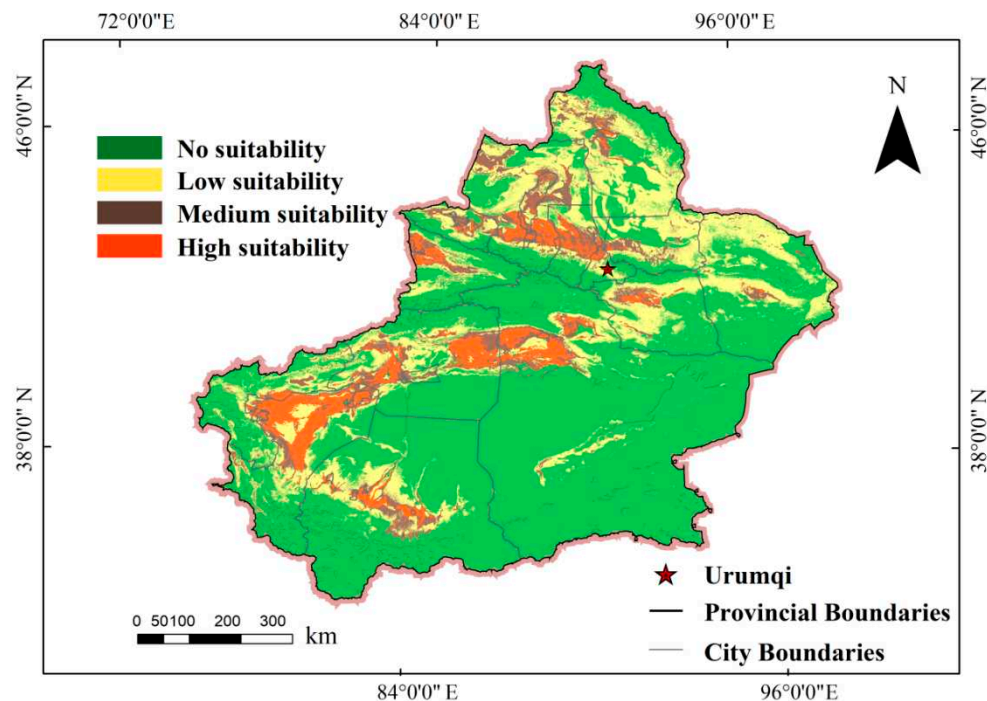 72°0'0" E 84°0'0" E 96°0'0" E
N
46°0'0" N
46°0'0" N
No suitability
Low suitability
Medium suitability
High suitability
38°0'0" N
38°0'0" N
Urumqi
Provincial Boundaries
City Boundaries
0 50100 200 300
km
84°0'0" E 96°0'0" E